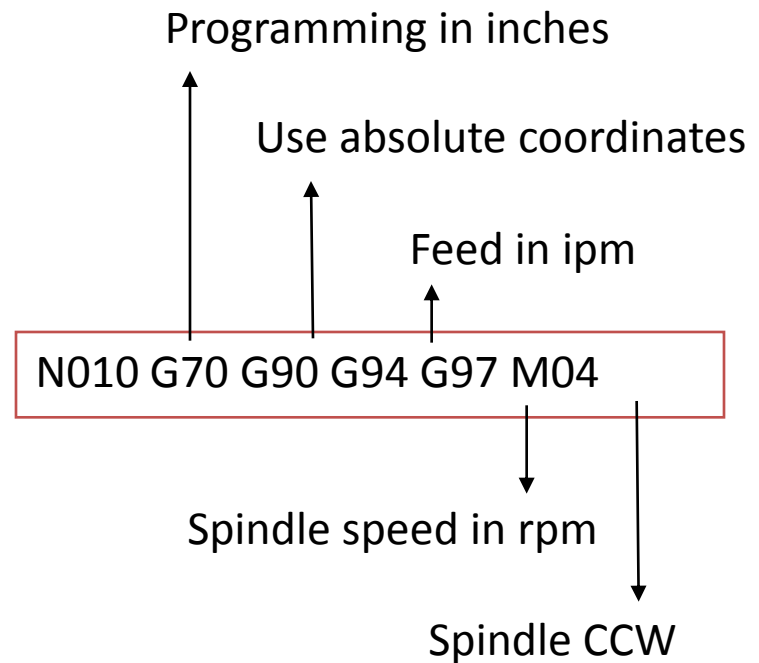 Programming in inches
Use absolute coordinates
Feed in ipm
N010 G70 G90 G94 G97 M04
Spindle speed in rpm
Spindle CCW